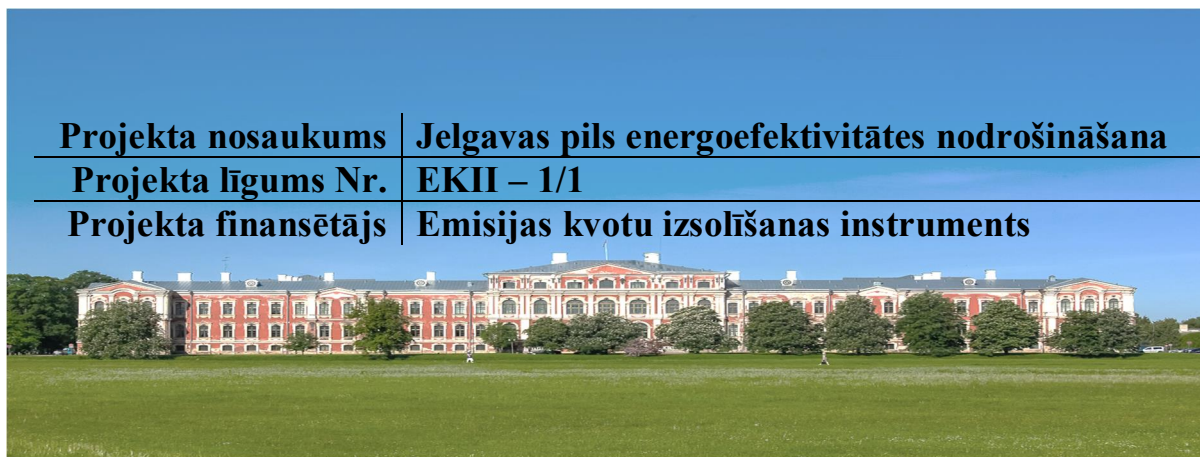 Projekta nosaukums Jelgavas pils energoefektivitātes nodrošināšana
Projekta līgums Nr. EKII – 1/1
Projekta finansētājs Emisijas kvotu izsolīšanas instruments